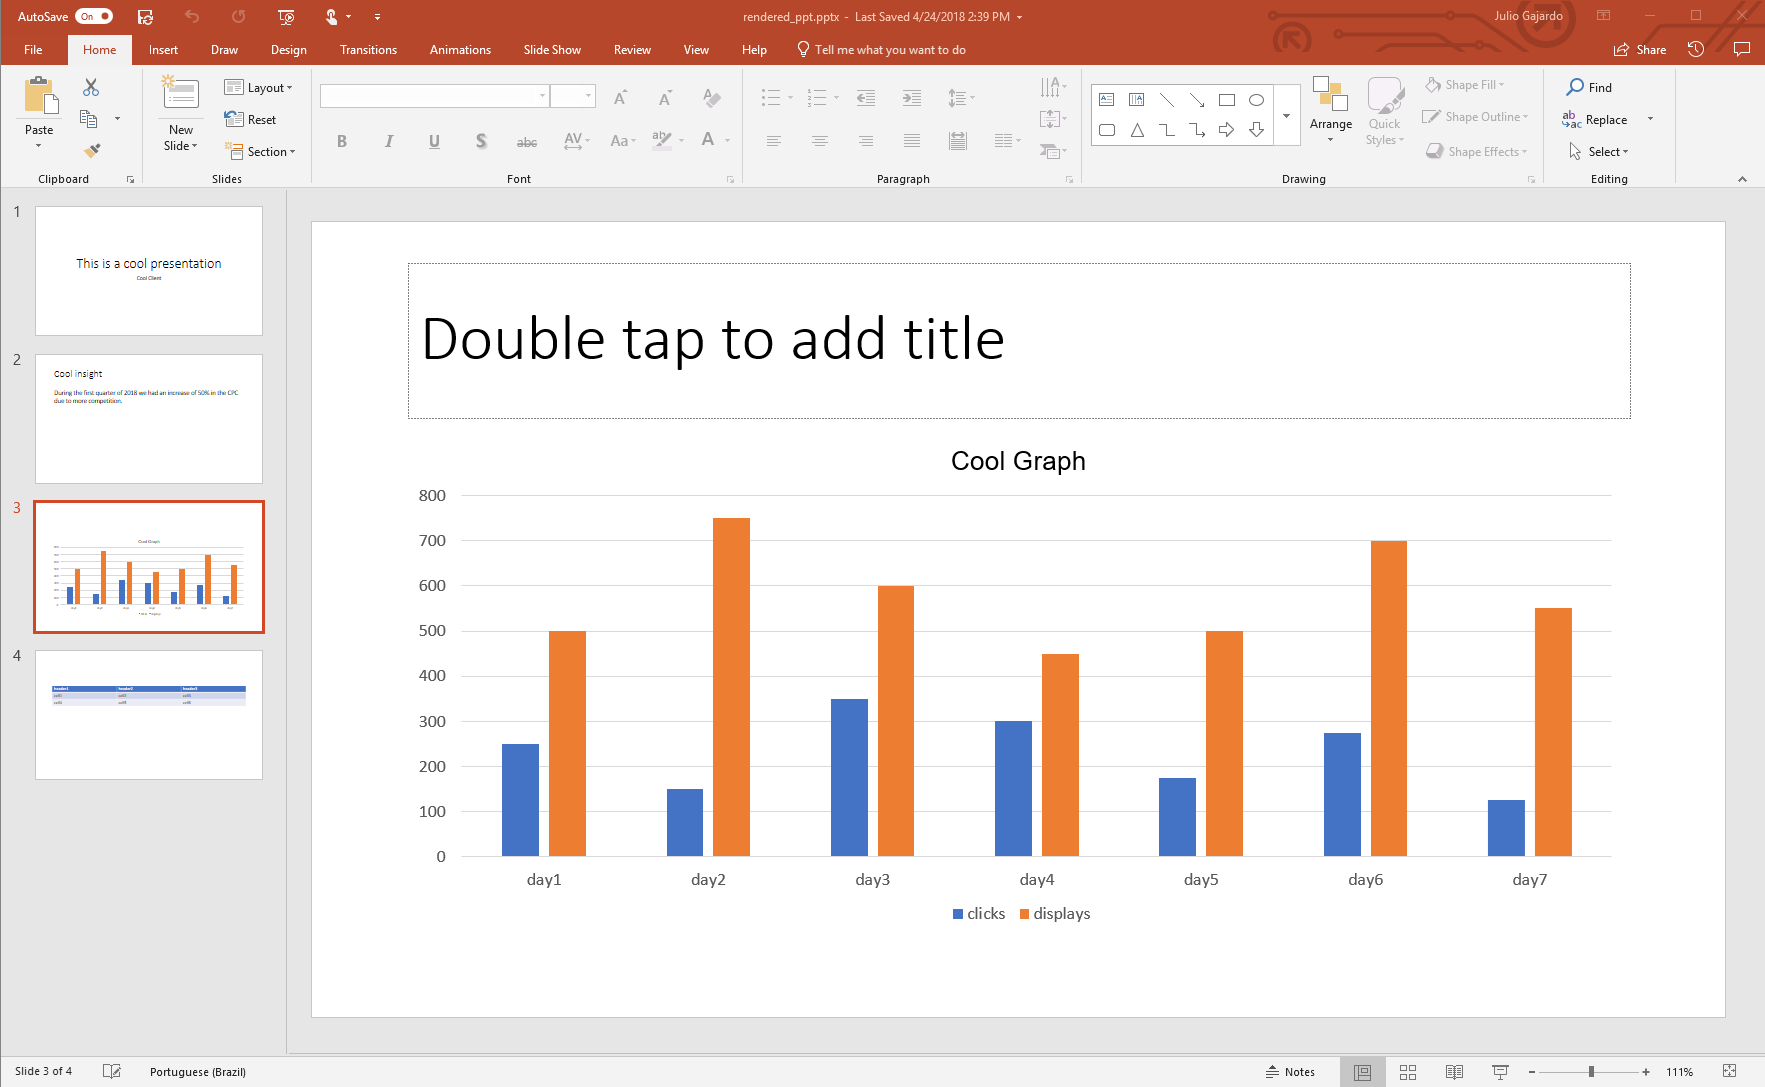 AutoSave On
rendered_ppt.pptx - Last Saved 4/24/2018 2:39 PM
Julio Gajardo
File Home Insert Draw Design Transitions Animations Slide Show Review View Help Tell me what you want to do Share
Paste
Clipboard
New Slide
Layout
Reset
Section
Slides
B I U S abc AV Aa ab A
Font
Paragraph
Arrange
Quick Styles
Shape Fill
Shape Outline
Shape Effects
Drawing
Find
Replace
Select
Editing
1
This is a cool presentation
Cool Client
2
Cool insight
During the first quarter of 2018 we had an increase of 50% in the CPC
due to more competition.
3
Cool Graph
4
header1 header2 header3
Double tap to add title
Cool Graph
800
700
600
500
400
300
200
100
0
day1 day2 day3 day4 day5 day6 day7
clicks displays
Slide 3 of 4
Portuguese (Brazil)
Notes
111%